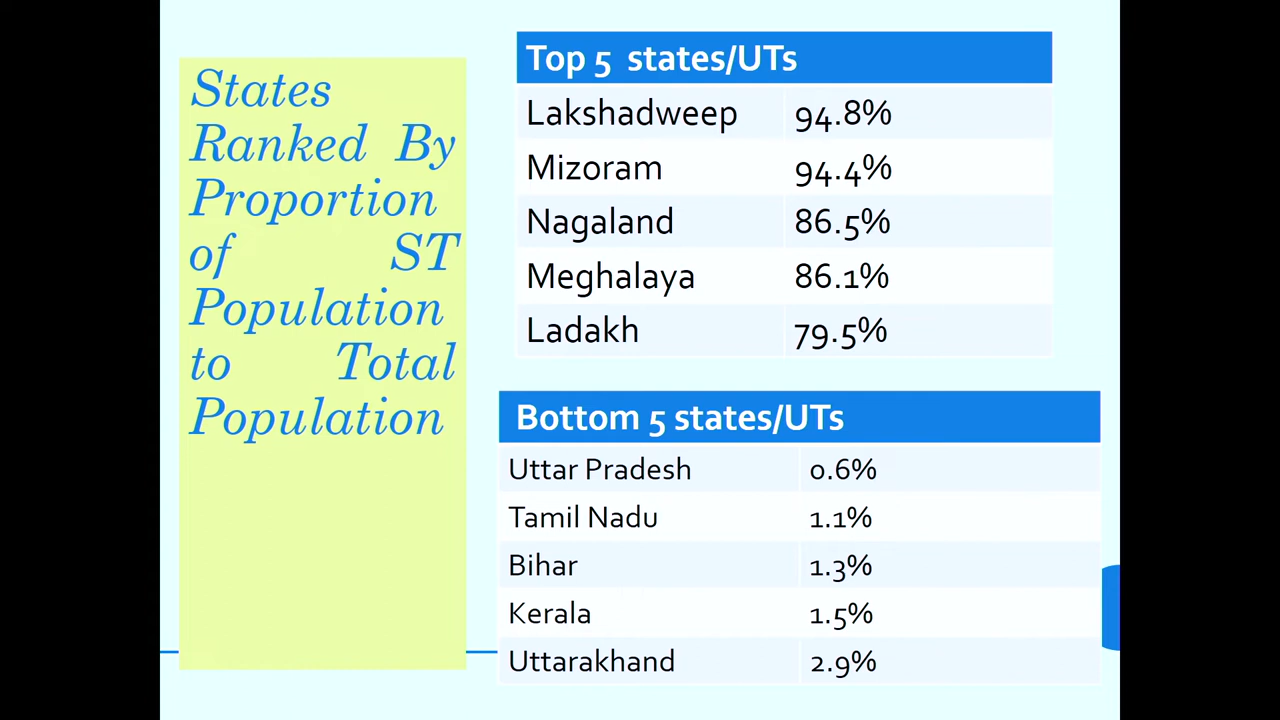 States
Ranked By
Proportion
of ST
Population
to Total
Population
Top 5 states/UTs
Lakshadweep 94.8%
Mizoram 94.4%
Nagaland 86.5%
Meghalaya 86.1%
Ladakh 79.5%
Bottom 5 states/UTs
Uttar Pradesh 0.6%
Tamil Nadu 1.1%
Bihar 1.3%
Kerala 1.5%
Uttarakhand 2.9%